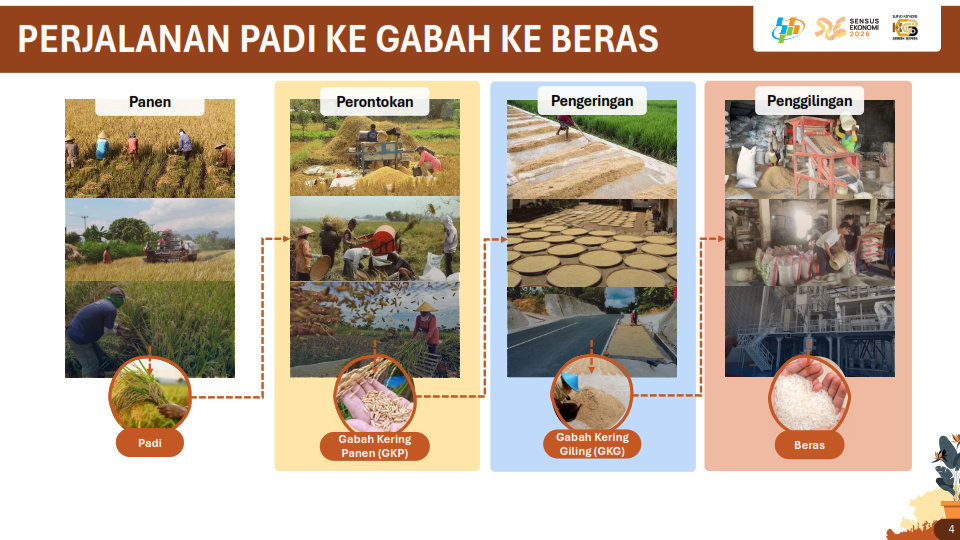 PERJALANAN PADI KE GABAH KE BERAS
SENSUS
EKONOMI
2026
Panen
Perontokan
Pengeringan
Penggilingan
Padi
Gabah Kering
Panen (GKP)
Gabah Kering
Giling (GKG)
Beras
4